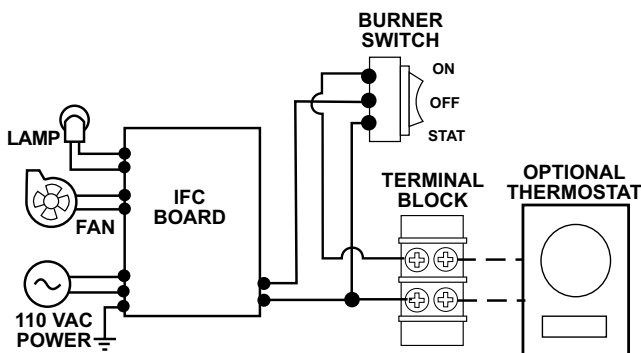 BURNER
SWITCH
ON
OFF
STAT
LAMP
IFC
BOARD
FAN
110 VAC
POWER
TERMINAL
BLOCK
OPTIONAL
THERMOSTAT